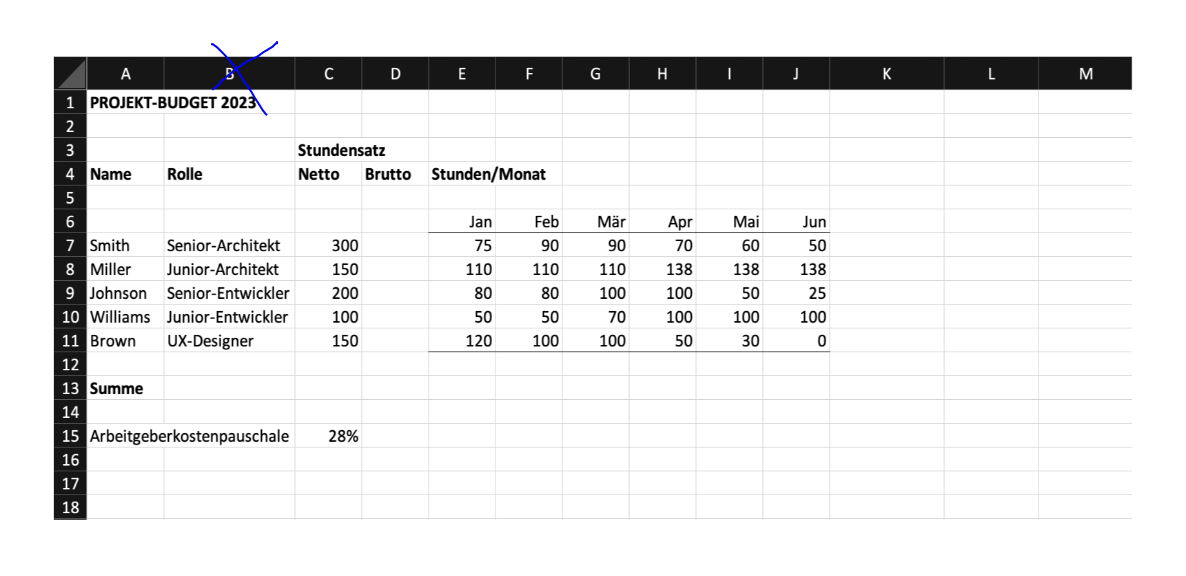 A B C D E F G H I J K L M
1 PROJEKT-BUDGET 2023
2
3 Stundensatz
4 Name Rolle Netto Brutto Stunden/Monat
5
6 Jan Feb Mär Apr Mai Jun
7 Smith Senior-Architekt 300 75 90 90 70 60 50
8 Miller Junior-Architekt 150 110 110 110 138 138 138
9 Johnson Senior-Entwickler 200 80 80 100 100 50 25
10 Williams Junior-Entwickler 100 50 50 70 100 100 100
11 Brown UX-Designer 150 120 100 100 50 30 0
12
13 Summe
14
15 Arbeitgeberkostenpauschale 28%
16
17
18